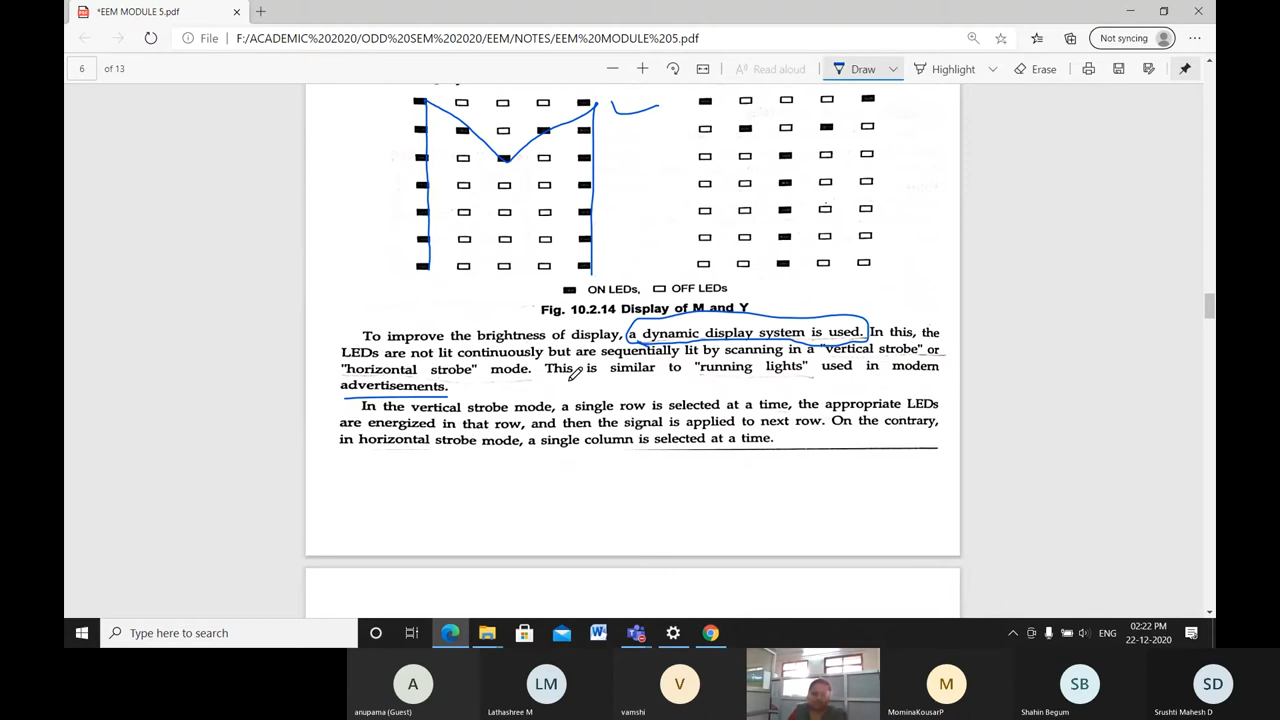 *EEM MODULE 5.pdf
File F:/ACADEMIC%202020/ODD%20SEM%202020/EEM/NOTES/EEM%20MODULE%205.pdf
Not syncing
6 of 13
Read aloud
Draw
Highlight
Erase
ON LEDs, OFF LEDs
Fig. 10.2.14 Display of M and Y
To improve the brightness of display, a dynamic display system is used. In this, the
LEDs are not lit continuously but are sequentially lit by scanning in a "vertical strobe" or
"horizontal strobe" mode. This is similar to "running lights" used in modern
advertisements.
In the vertical strobe mode, a single row is selected at a time, the appropriate LEDs
are energized in that row, and then the signal is applied to next row. On the contrary,
in horizontal strobe mode, a single column is selected at a time.
Type here to search
ENG
02:22 PM
22-12-2020
A
LM
V
M
SB
SD
anupama (Guest)
Lathashree M
vamshi
MominaKousarP
Shahin Begum
Srushti Mahesh D